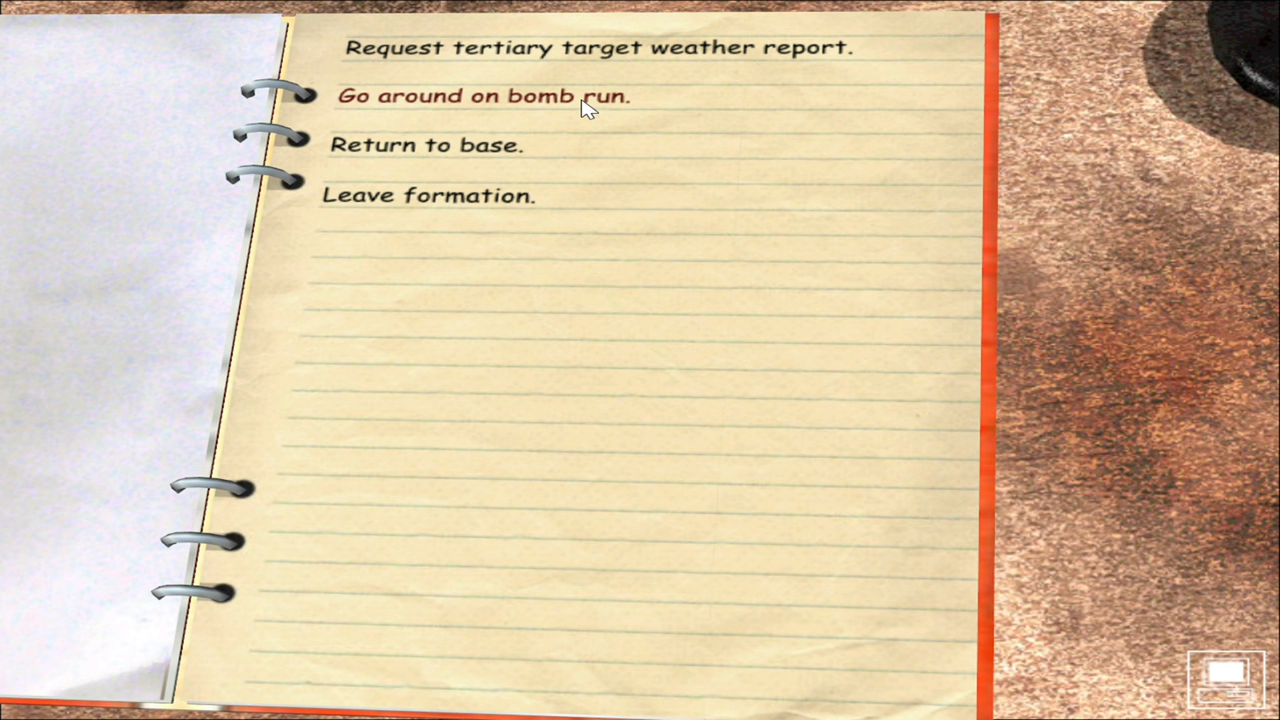 Request tertiary target weather report.
Go around on bomb run.
Return to base.
Leave formation.